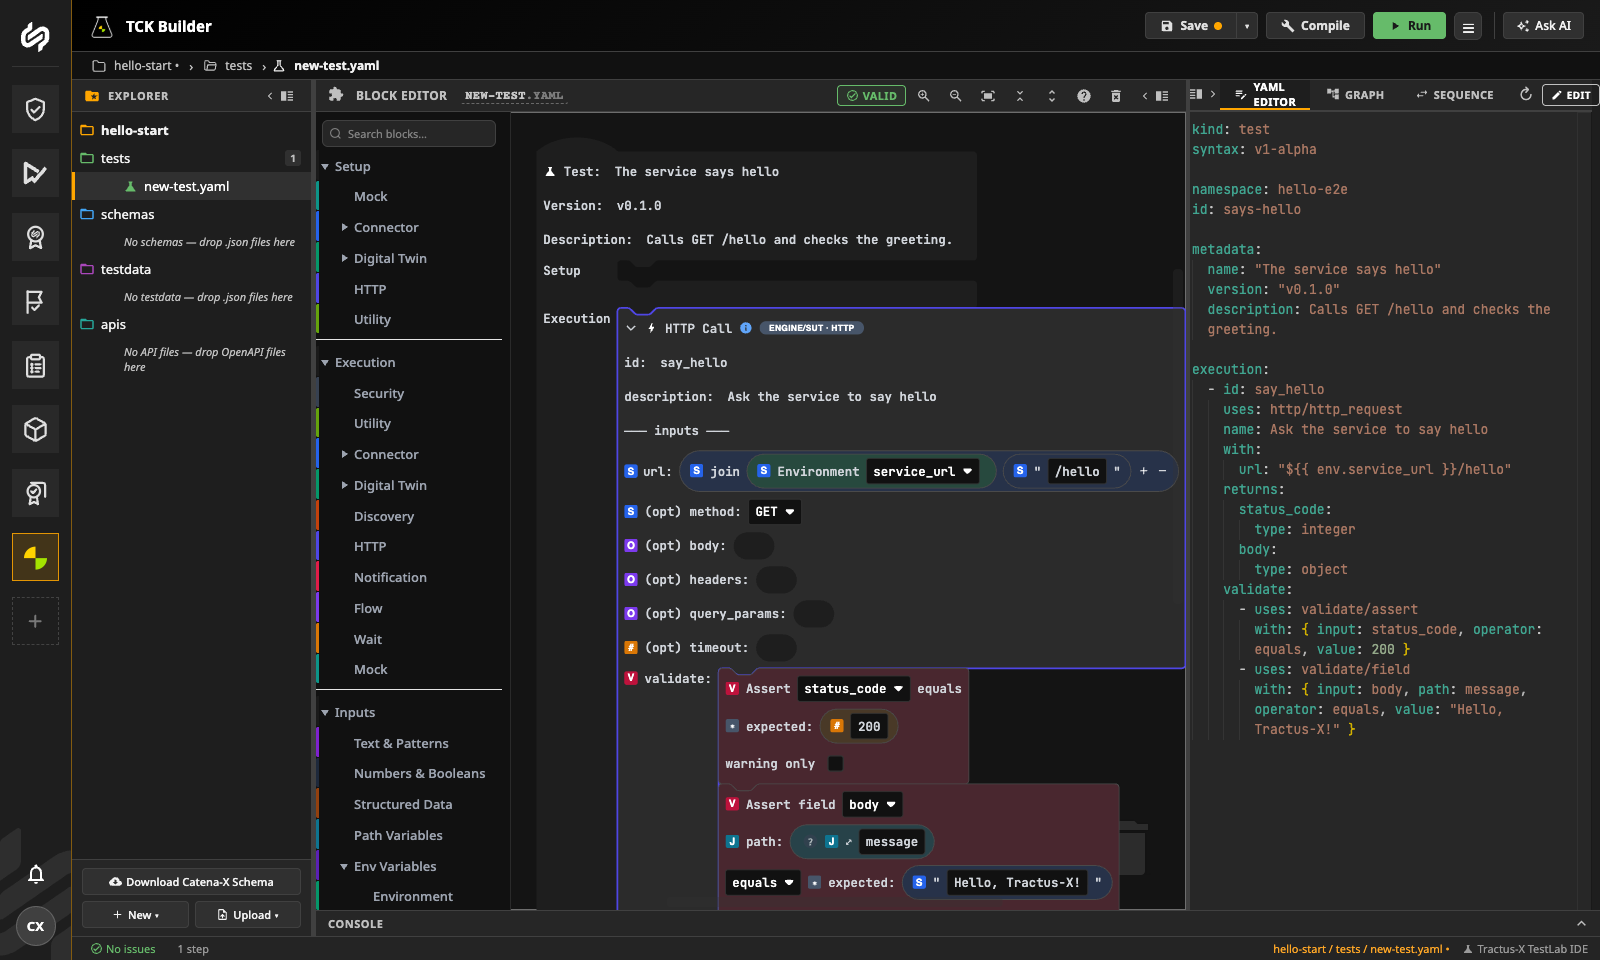 TCK Builder
Save
Compile
Run
Ask AI
hello-start • › tests › new-test.yaml
EXPLORER
hello-start
tests 1
new-test.yaml
schemas
No schemas — drop .json files here
testdata
No testdata — drop .json files here
apis
No API files — drop OpenAPI files
here
Download Catena-X Schema
+ New
Upload
CX
BLOCK EDITOR NEW-TEST.YAML
VALID
Search blocks...
Setup
Mock
Connector
Digital Twin
HTTP
Utility
Execution
Security
Utility
Connector
Digital Twin
Discovery
HTTP
Notification
Flow
Wait
Mock
Inputs
Text & Patterns
Numbers & Booleans
Structured Data
Path Variables
Env Variables
Environment
Test: The service says hello
Version: v0.1.0
Description: Calls GET /hello and checks the greeting.
Setup
Execution
HTTP Call i ENGINE/SUT · HTTP
id: say_hello
description: Ask the service to say hello
—— inputs ——
S url: S join S Environment service_url S " /hello " + −
S (opt) method: GET
O (opt) body:
O (opt) headers:
O (opt) query_params:
# (opt) timeout:
V validate:
V Assert status_code equals
* expected: # 200
warning only
V Assert field body
J path: ? J message
equals * expected: S " Hello, Tractus-X! "
YAML
EDITOR
GRAPH
SEQUENCE
EDIT
kind: test
syntax: v1-alpha
namespace: hello-e2e
id: says-hello
metadata:
name: "The service says hello"
version: "v0.1.0"
description: Calls GET /hello and checks the
greeting.
execution:
- id: say_hello
uses: http/http_request
name: Ask the service to say hello
with:
url: "${{ env.service_url }}/hello"
returns:
status_code:
type: integer
body:
type: object
validate:
- uses: validate/assert
with: { input: status_code, operator:
equals, value: 200 }
- uses: validate/field
with: { input: body, path: message,
operator: equals, value: "Hello,
Tractus-X!" }
CONSOLE
No issues
1 step
hello-start / tests / new-test.yaml •
Tractus-X TestLab IDE